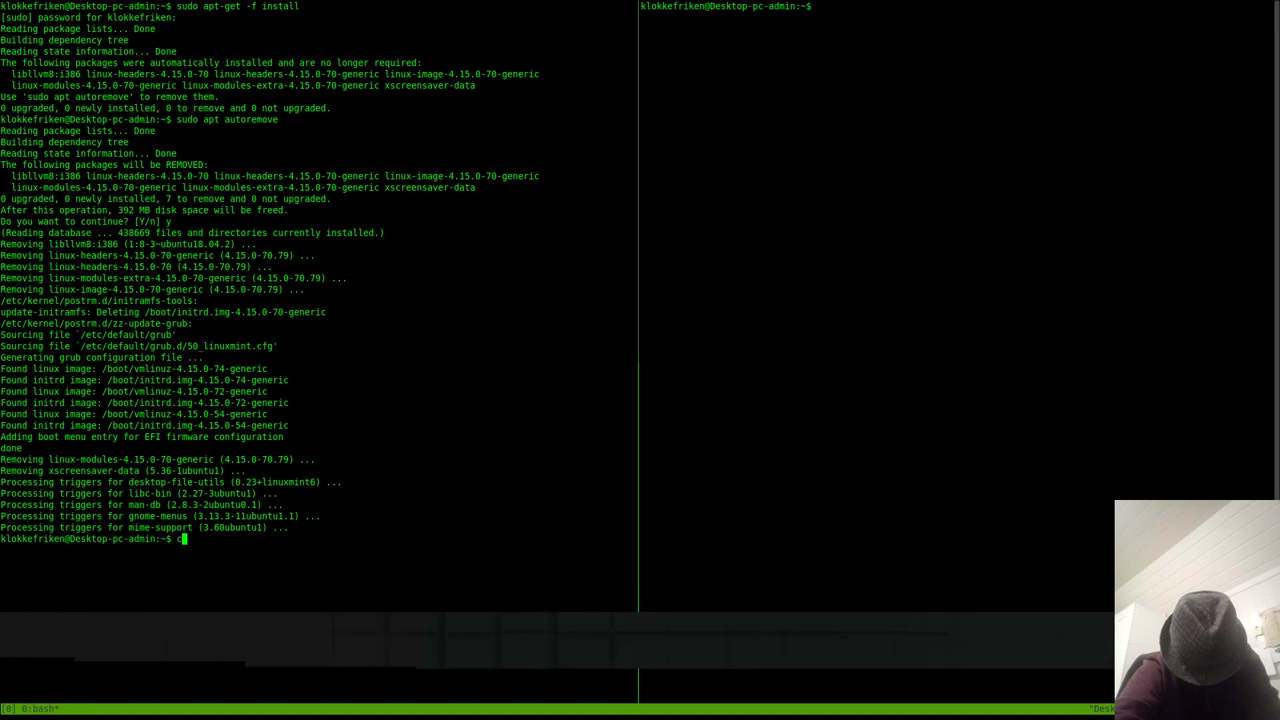 klokkefriken@Desktop-pc-admin:~$ sudo apt-get -f install
[sudo] password for klokkefriken:
Reading package lists... Done
Building dependency tree
Reading state information... Done
The following packages were automatically installed and are no longer required:
  libllvm8:i386 linux-headers-4.15.0-70 linux-headers-4.15.0-70-generic linux-image-4.15.0-70-generic
  linux-modules-4.15.0-70-generic linux-modules-extra-4.15.0-70-generic xscreensaver-data
Use 'sudo apt autoremove' to remove them.
0 upgraded, 0 newly installed, 0 to remove and 0 not upgraded.
klokkefriken@Desktop-pc-admin:~$ sudo apt autoremove
Reading package lists... Done
Building dependency tree
Reading state information... Done
The following packages will be REMOVED:
  libllvm8:i386 linux-headers-4.15.0-70 linux-headers-4.15.0-70-generic linux-image-4.15.0-70-generic
  linux-modules-4.15.0-70-generic linux-modules-extra-4.15.0-70-generic xscreensaver-data
0 upgraded, 0 newly installed, 7 to remove and 0 not upgraded.
After this operation, 392 MB disk space will be freed.
Do you want to continue? [Y/n] y
(Reading database ... 438669 files and directories currently installed.)
Removing libllvm8:i386 (1:8-3~ubuntu18.04.2) ...
Removing linux-headers-4.15.0-70-generic (4.15.0-70.79) ...
Removing linux-headers-4.15.0-70 (4.15.0-70.79) ...
Removing linux-modules-extra-4.15.0-70-generic (4.15.0-70.79) ...
Removing linux-image-4.15.0-70-generic (4.15.0-70.79) ...
/etc/kernel/postrm.d/initramfs-tools:
update-initramfs: Deleting /boot/initrd.img-4.15.0-70-generic
/etc/kernel/postrm.d/zz-update-grub:
Sourcing file `/etc/default/grub'
Sourcing file `/etc/default/grub.d/50_linuxmint.cfg'
Generating grub configuration file ...
Found linux image: /boot/vmlinuz-4.15.0-74-generic
Found initrd image: /boot/initrd.img-4.15.0-74-generic
Found linux image: /boot/vmlinuz-4.15.0-72-generic
Found initrd image: /boot/initrd.img-4.15.0-72-generic
Found linux image: /boot/vmlinuz-4.15.0-54-generic
Found initrd image: /boot/initrd.img-4.15.0-54-generic
Adding boot menu entry for EFI firmware configuration
done
Removing linux-modules-4.15.0-70-generic (4.15.0-70.79) ...
Removing xscreensaver-data (5.36-1ubuntu1) ...
Processing triggers for desktop-file-utils (0.23+linuxmint6) ...
Processing triggers for libc-bin (2.27-3ubuntu1) ...
Processing triggers for man-db (2.8.3-2ubuntu0.1) ...
Processing triggers for gnome-menus (3.13.3-11ubuntu1.1) ...
Processing triggers for mime-support (3.60ubuntu1) ...
klokkefriken@Desktop-pc-admin:~$ c
klokkefriken@Desktop-pc-admin:~$
[0] 0:bash*
"Desk